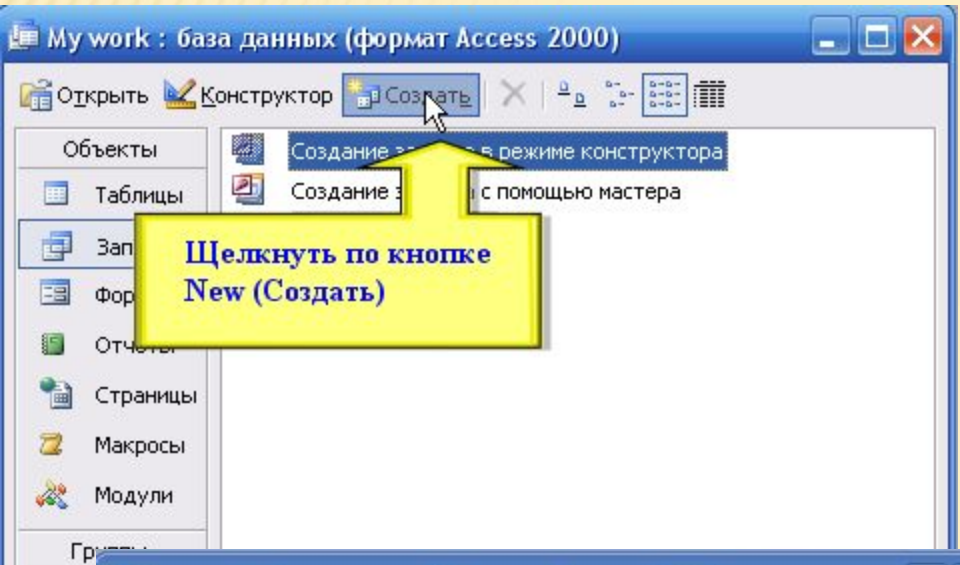 My work : база данных (формат Access 2000)
Открыть Конструктор Создать
Объекты
Создание в режиме конструктора
Таблицы
Создание с помощью мастера
Щелкнуть по кнопке
New (Создать)
Отчеты
Страницы
Макросы
Модули